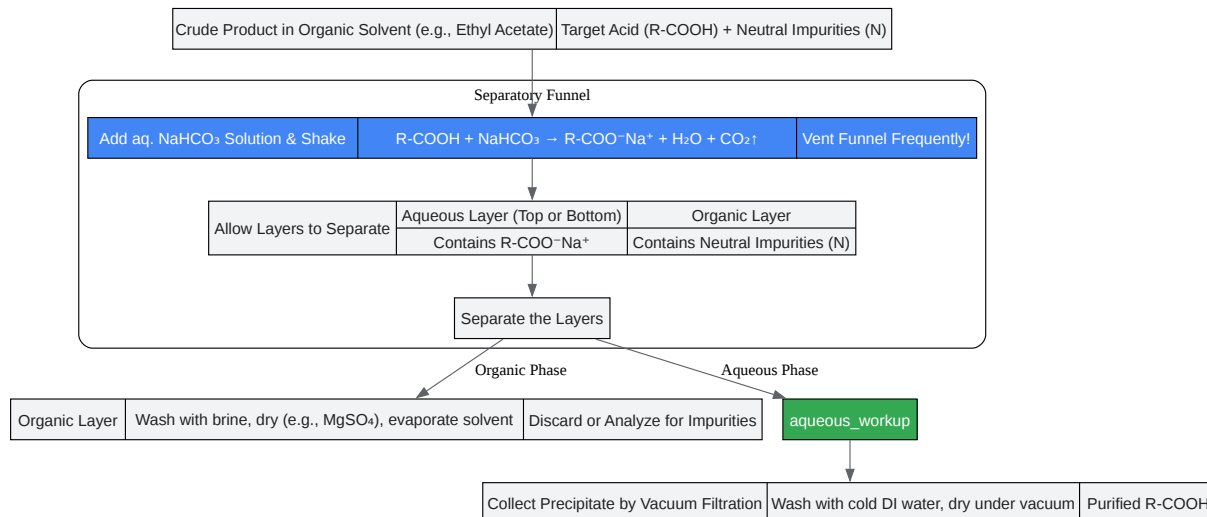 Crude Product in Organic Solvent (e.g., Ethyl Acetate) Target Acid (R-COOH) + Neutral Impurities (N)
Separatory Funnel
Add aq. NaHCO₃ Solution & Shake R-COOH + NaHCO₃ → R-COO⁻Na⁺ + H₂O + CO₂↑ Vent Funnel Frequently!
Allow Layers to Separate
Aqueous Layer (Top or Bottom) Organic Layer
Contains R-COO⁻Na⁺ Contains Neutral Impurities (N)
Separate the Layers
Organic Phase Aqueous Phase
Organic Layer Wash with brine, dry (e.g., MgSO₄), evaporate solvent Discard or Analyze for Impurities
aqueous_workup
Collect Precipitate by Vacuum Filtration Wash with cold DI water, dry under vacuum Purified R-COOH